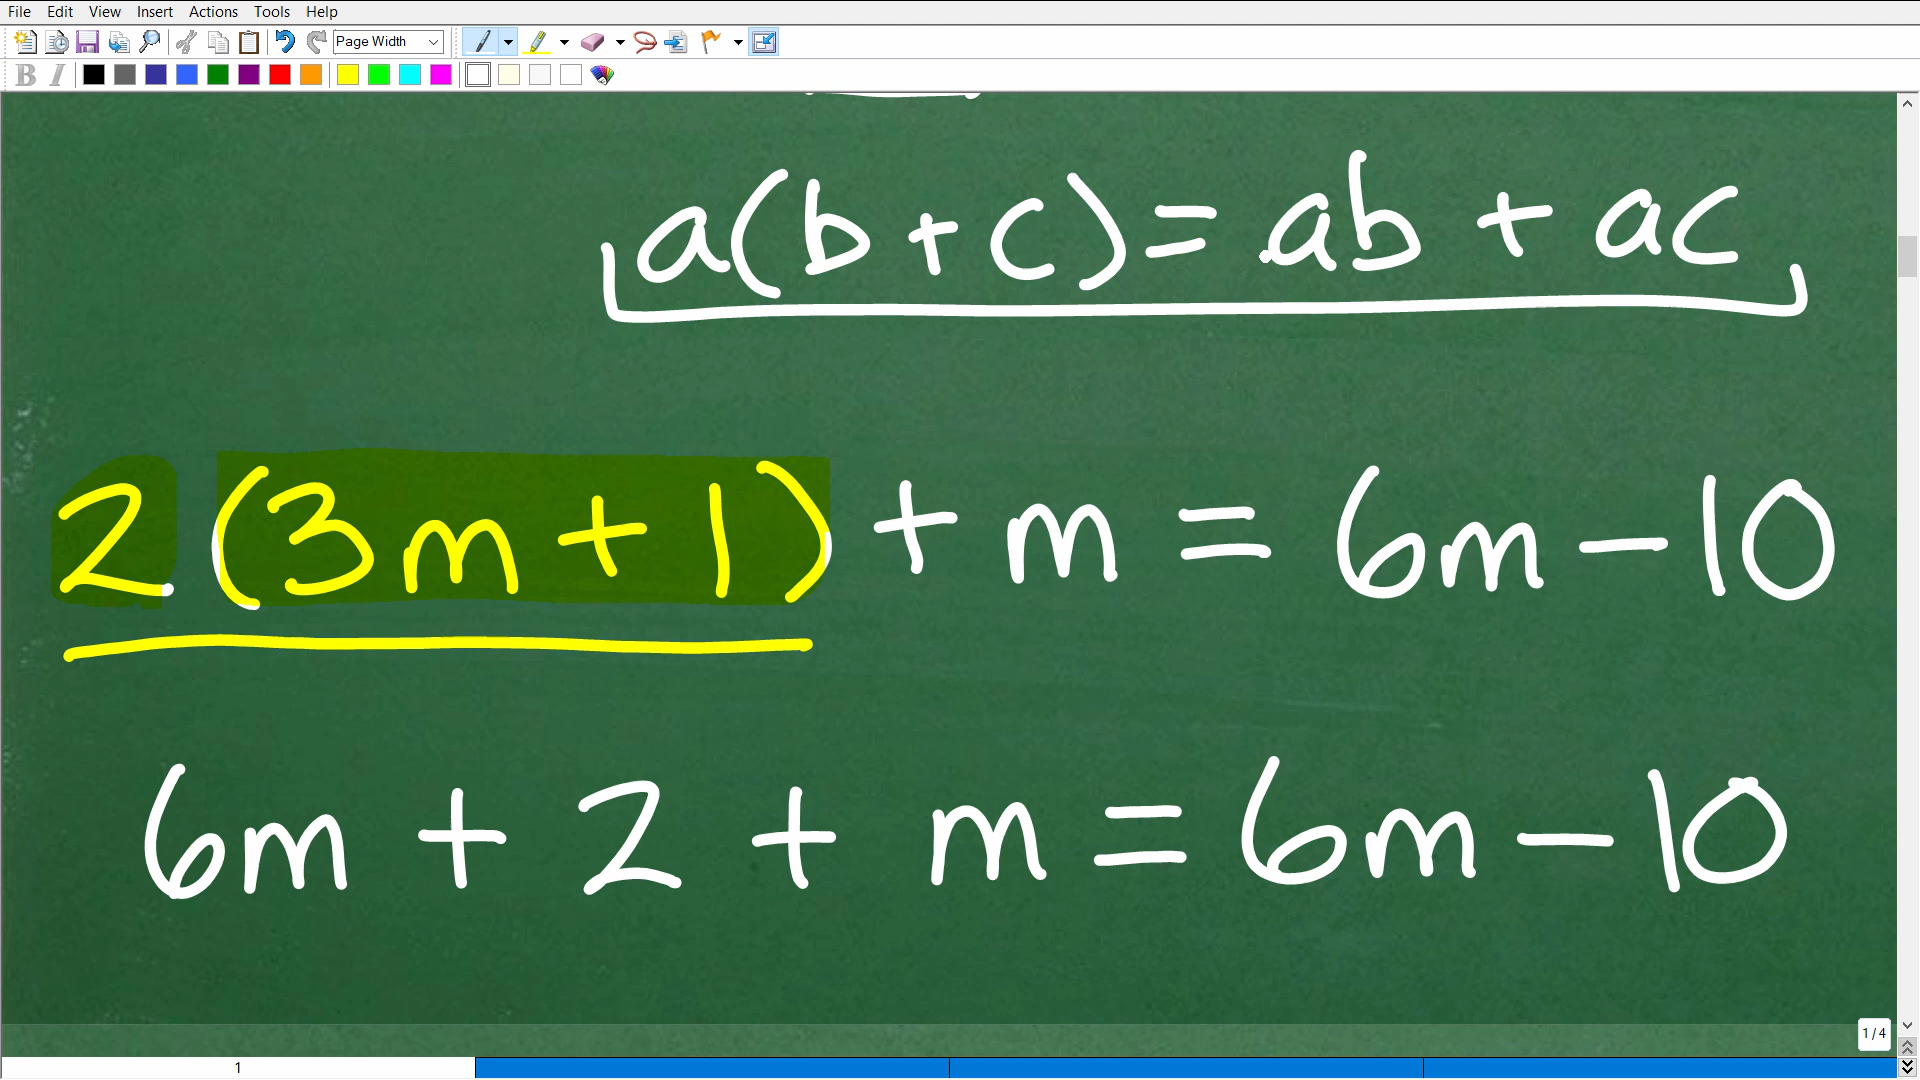 File Edit View Insert Actions Tools Help
Page Width
B I
a(b+c)= ab + ac
2 (3m + 1) + m = 6m - 10
6m + 2 + m = 6m - 10
1 / 4
1